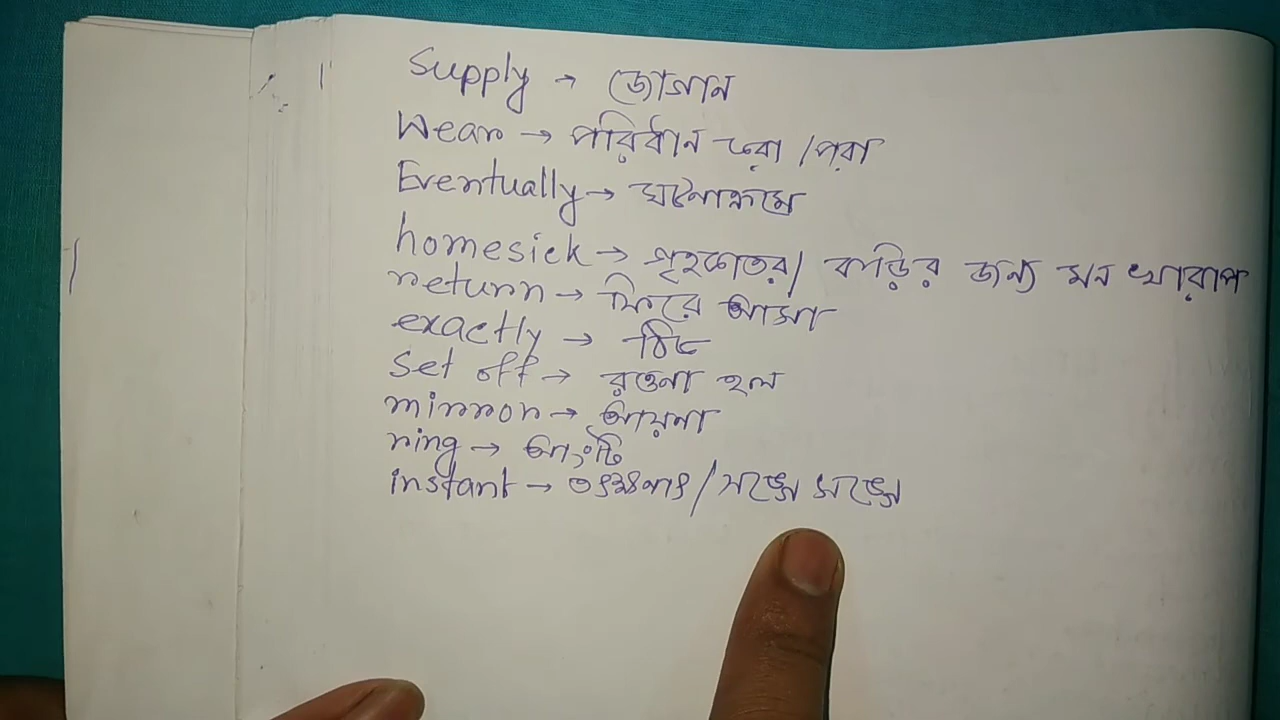 Supply → জোগান
Wear → পরিধান করা / পরা
Eventually → ঘটনাক্রমে
homesick → গৃহকাতর / বাড়ির জন্য মন খারাপ
return → ফিরে আসা
exactly → ঠিক
Set off → রওনা হল
mirror → আয়না
ring → আংটি
instant → তৎক্ষণাৎ / সঙ্গে সঙ্গে